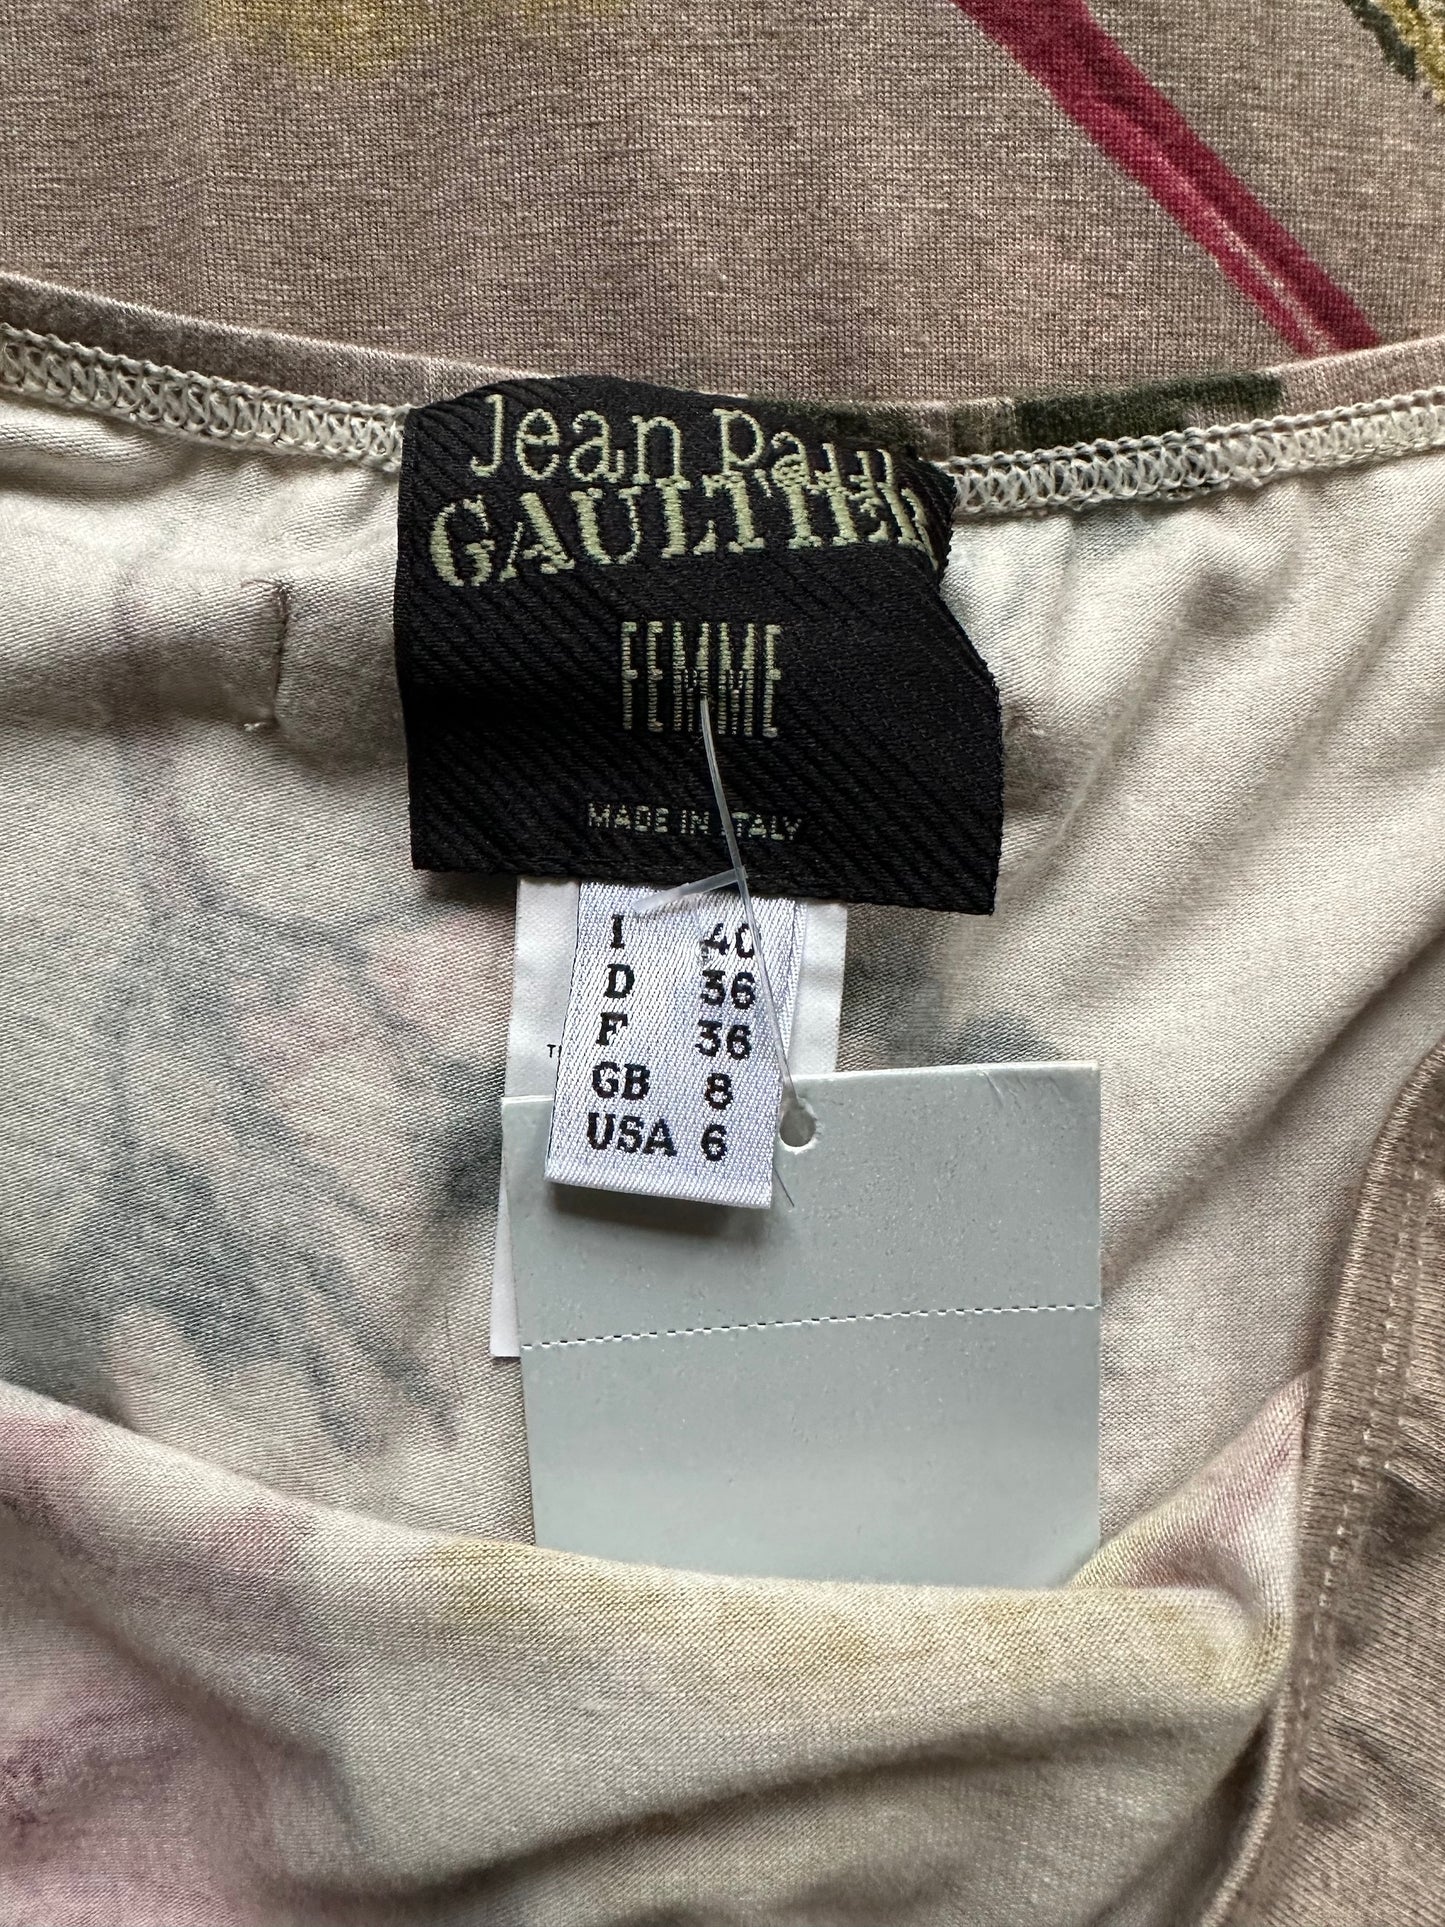 Jean Paul
GAULTIER
FEMME
MADE IN ITALY
I 40
D 36
F 36
GB 8
USA 6